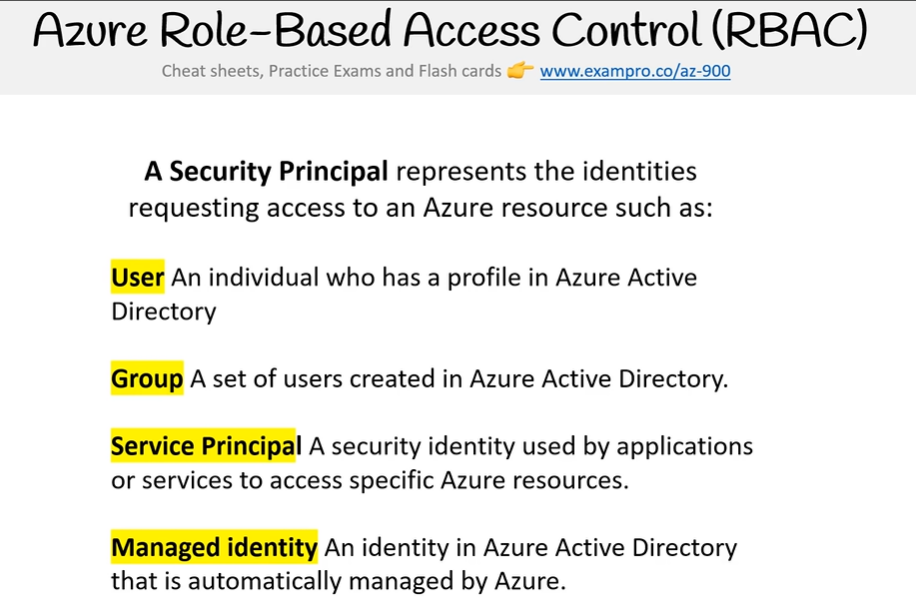 Azure Role-Based Access Control (RBAC)
Cheat sheets, Practice Exams and Flash cards 👉 www.exampro.co/az-900
A Security Principal represents the identities
requesting access to an Azure resource such as:
User An individual who has a profile in Azure Active
Directory
Group A set of users created in Azure Active Directory.
Service Principal A security identity used by applications
or services to access specific Azure resources.
Managed identity An identity in Azure Active Directory
that is automatically managed by Azure.